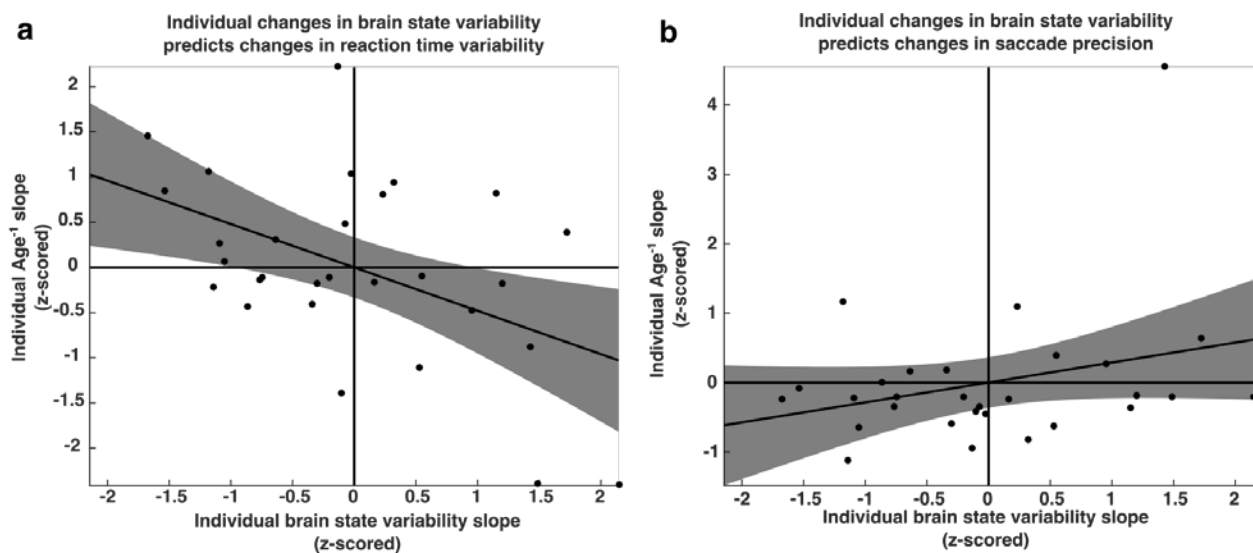 a
Individual changes in brain state variability
predicts changes in reaction time variability
2
1.5
1
0.5
0
-0.5
-1
-1.5
-2
Individual Age⁻¹ slope
(z-scored)
-2 -1.5 -1 -0.5 0 0.5 1 1.5 2
Individual brain state variability slope
(z-scored)
b
Individual changes in brain state variability
predicts changes in saccade precision
4
3
2
1
0
-1
Individual Age⁻¹ slope
(z-scored)
-2 -1.5 -1 -0.5 0 0.5 1 1.5 2
Individual brain state variability slope
(z-scored)